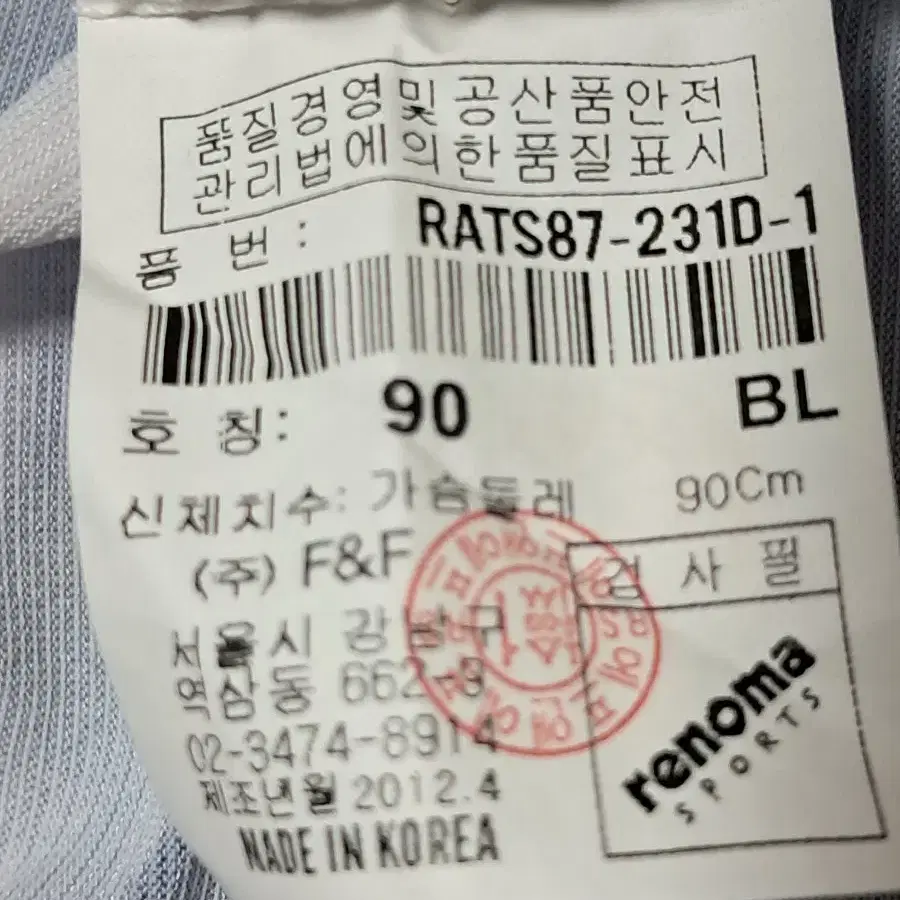 품질경영및공산품안전
관리법에의한품질표시
품 번 : RATS87-231D-1
호 칭: 90 BL
신체치수: 가슴둘레 90Cm
(주) F&F
검 사 필
서울시 강남구
역삼동 662-9
02-3474-8914
제조년월 2012.4
MADE IN KOREA
renoma
SPORTS